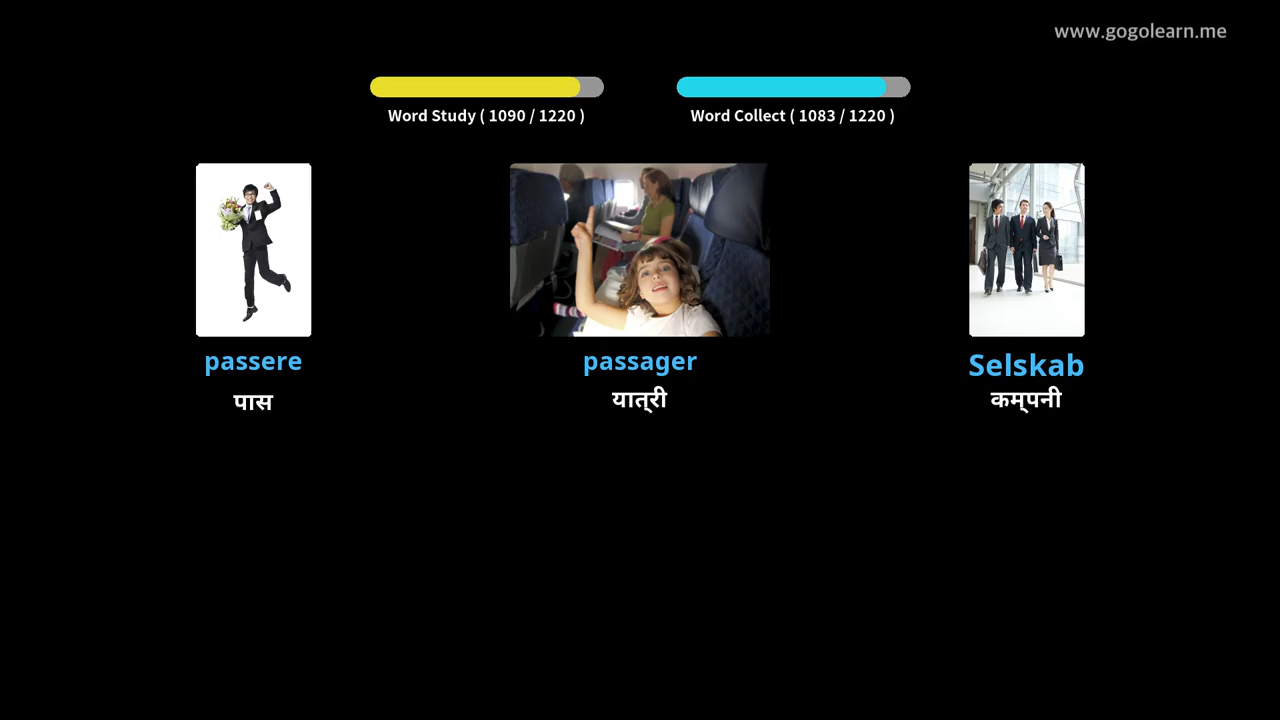 www.gogolearn.me
Word Study ( 1090 / 1220 )
Word Collect ( 1083 / 1220 )
passere
passager
Selskab
पास
यात्‌री
कम्‌पनी